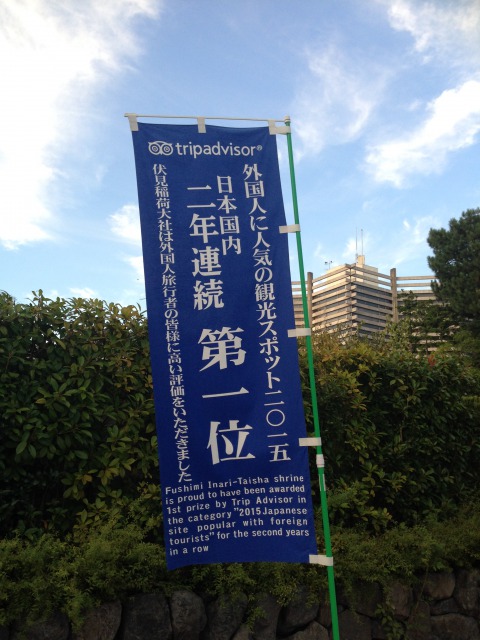 tripadvisor®
外国人に人気の観光スポット二〇一五
日本国内
二年連続 第一位
伏見稲荷大社は外国人旅行者の皆様に高い評価をいただきました
Fushimi Inari-Taisha shrine
is proud to have been awarded
1st prize by Trip Advisor in
the category "2015Japanese
site popular with foreign
tourists" for the second years
in a row